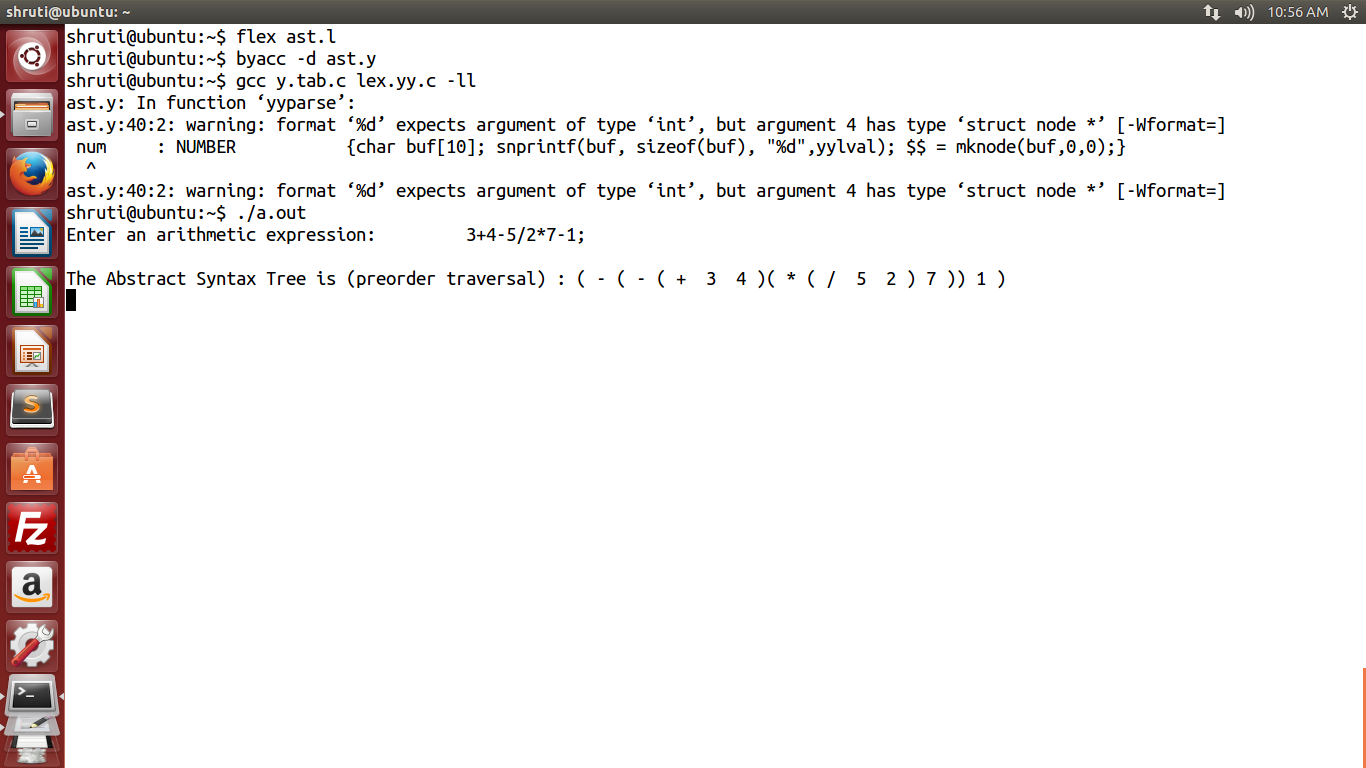 shruti@ubuntu: ~
10:56 AM
shruti@ubuntu:~$ flex ast.l
shruti@ubuntu:~$ byacc -d ast.y
shruti@ubuntu:~$ gcc y.tab.c lex.yy.c -ll
ast.y: In function ‘yyparse’:
ast.y:40:2: warning: format ‘%d’ expects argument of type ‘int’, but argument 4 has type ‘struct node *’ [-Wformat=]
 num     : NUMBER           {char buf[10]; snprintf(buf, sizeof(buf), "%d",yylval); $$ = mknode(buf,0,0);}
  ^
ast.y:40:2: warning: format ‘%d’ expects argument of type ‘int’, but argument 4 has type ‘struct node *’ [-Wformat=]
shruti@ubuntu:~$ ./a.out
Enter an arithmetic expression:         3+4-5/2*7-1;
The Abstract Syntax Tree is (preorder traversal) : ( - ( - ( +  3  4 )( * ( /  5  2 ) 7 )) 1 )
S
A
Fz
a
>_